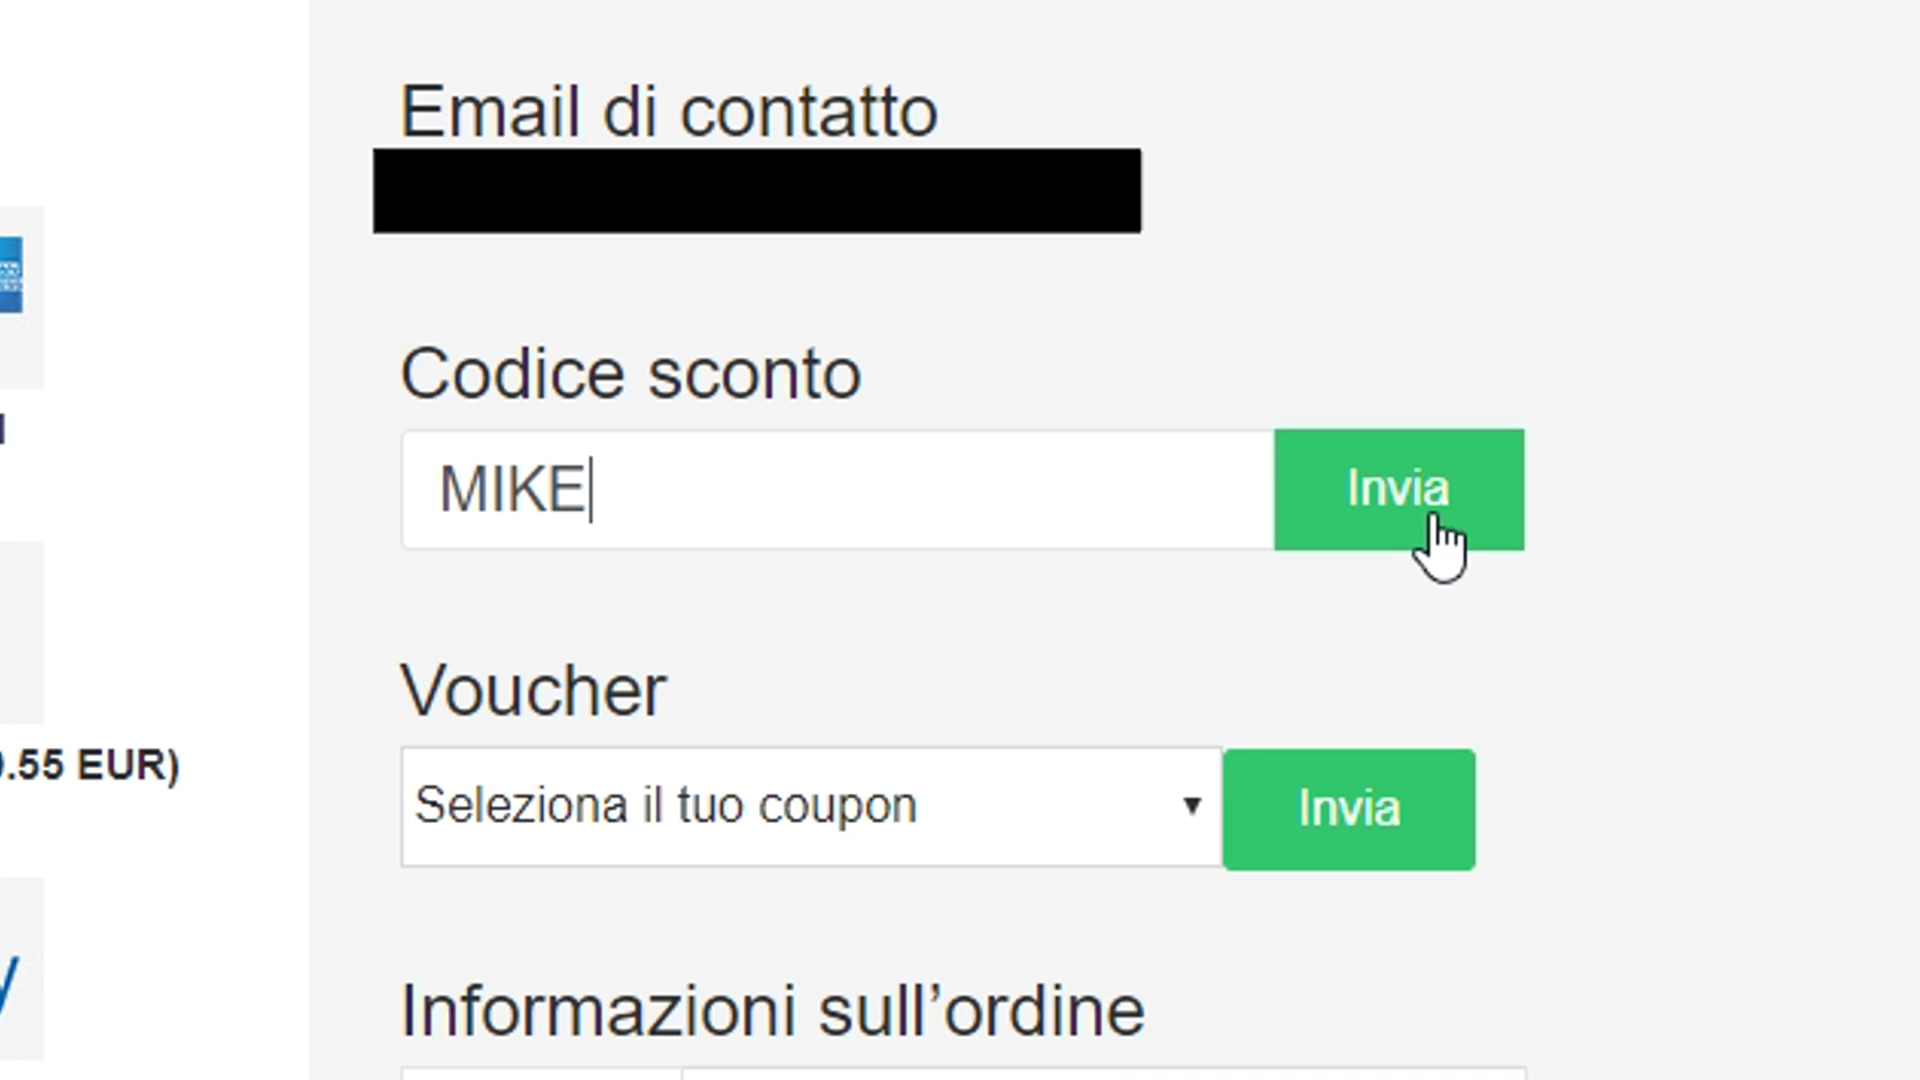 Email di contatto
Codice sconto
MIKE
Invia
.55 EUR)
Voucher
Seleziona il tuo coupon
Invia
Informazioni sull’ordine